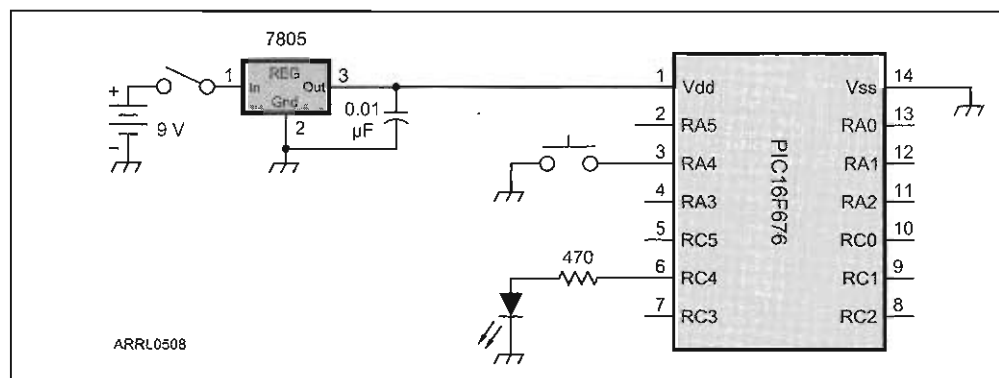 7805
1
REG
3
In
Out
Gnd
2
+
9 V
−
0.01
µF
PIC16F676
1
Vdd
Vss
14
2
RA5
RA0
13
3
RA4
RA1
12
4
RA3
RA2
11
5
RC5
RC0
10
470
6
RC4
RC1
9
7
RC3
RC2
8
ARRL0508